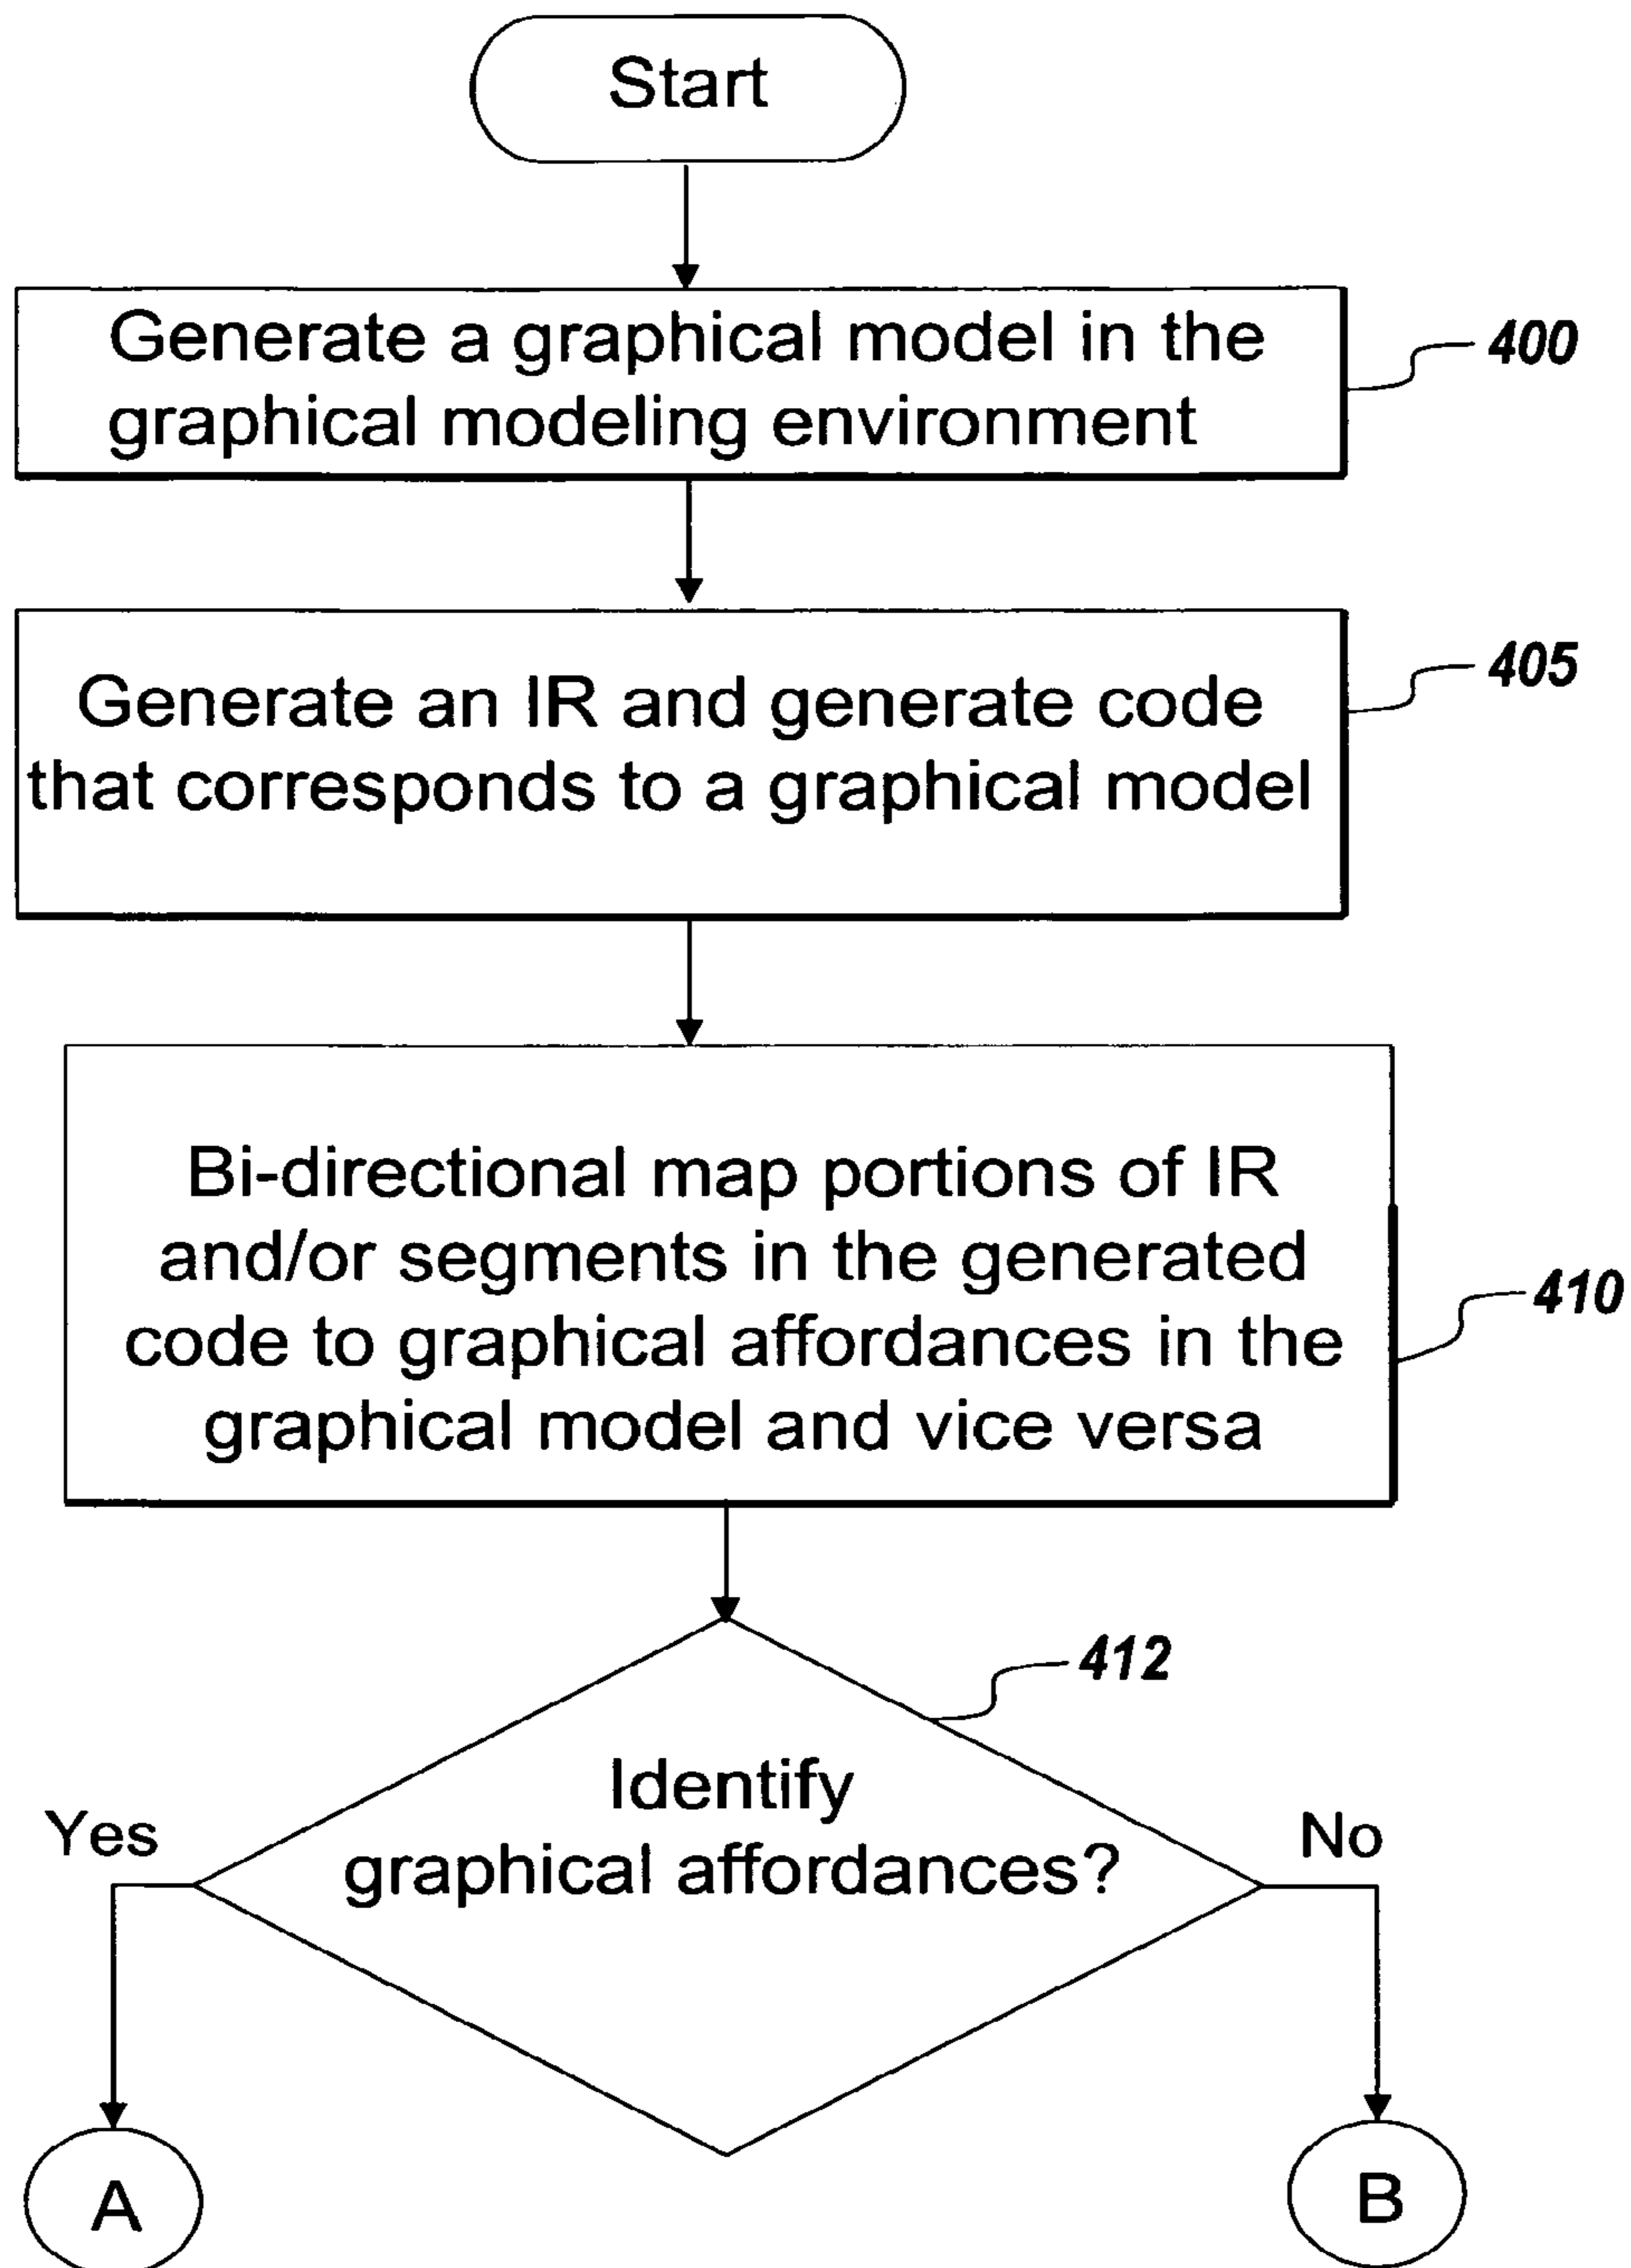 Start
Generate a graphical model in the
graphical modeling environment
400
Generate an IR and generate code
that corresponds to a graphical model
405
Bi-directional map portions of IR
and/or segments in the generated
code to graphical affordances in the
graphical model and vice versa
410
412
Identify
graphical affordances?
Yes
No
A
B